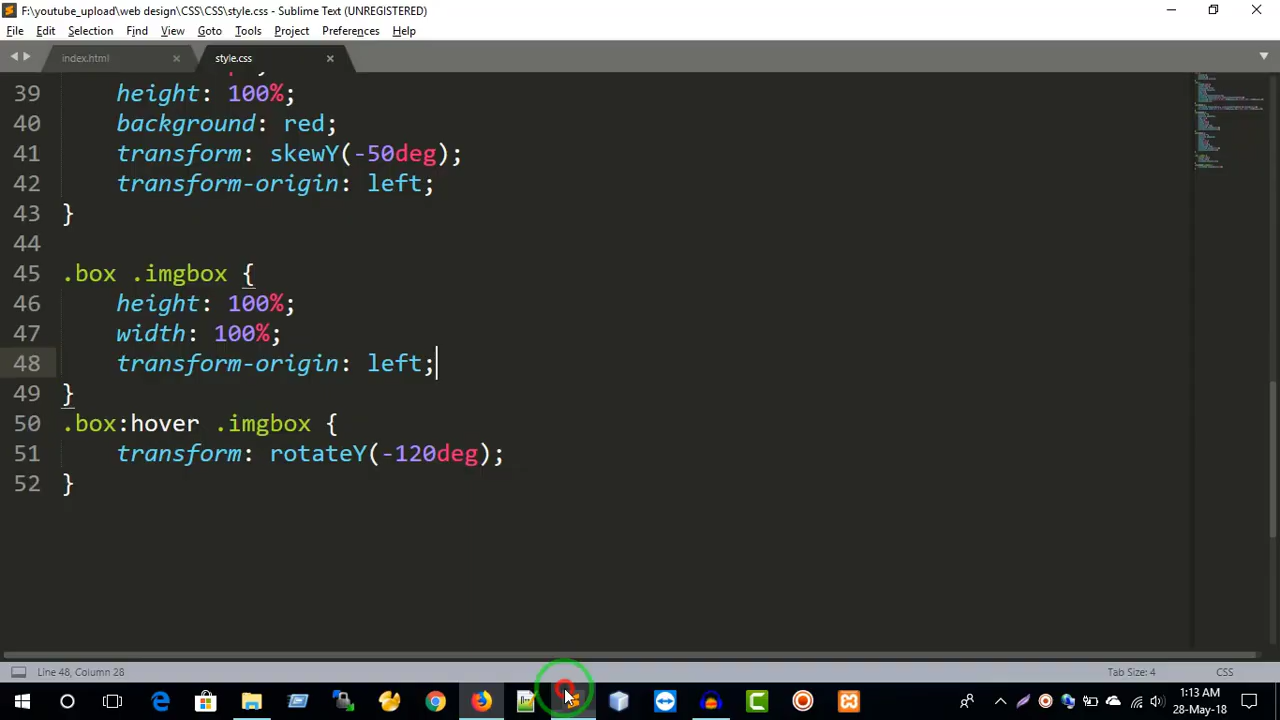 F:\youtube_upload\web design\CSS\CSS\style.css - Sublime Text (UNREGISTERED)
File Edit Selection Find View Goto Tools Project Preferences Help
index.html × style.css ×
39 height: 100%;
40 background: red;
41 transform: skewY(-50deg);
42 transform-origin: left;
43 }
44
45 .box .imgbox {
46 height: 100%;
47 width: 100%;
48 transform-origin: left;
49 }
50 .box:hover .imgbox {
51 transform: rotateY(-120deg);
52 }
Line 48, Column 28 Tab Size: 4 CSS
1:13 AM
28-May-18